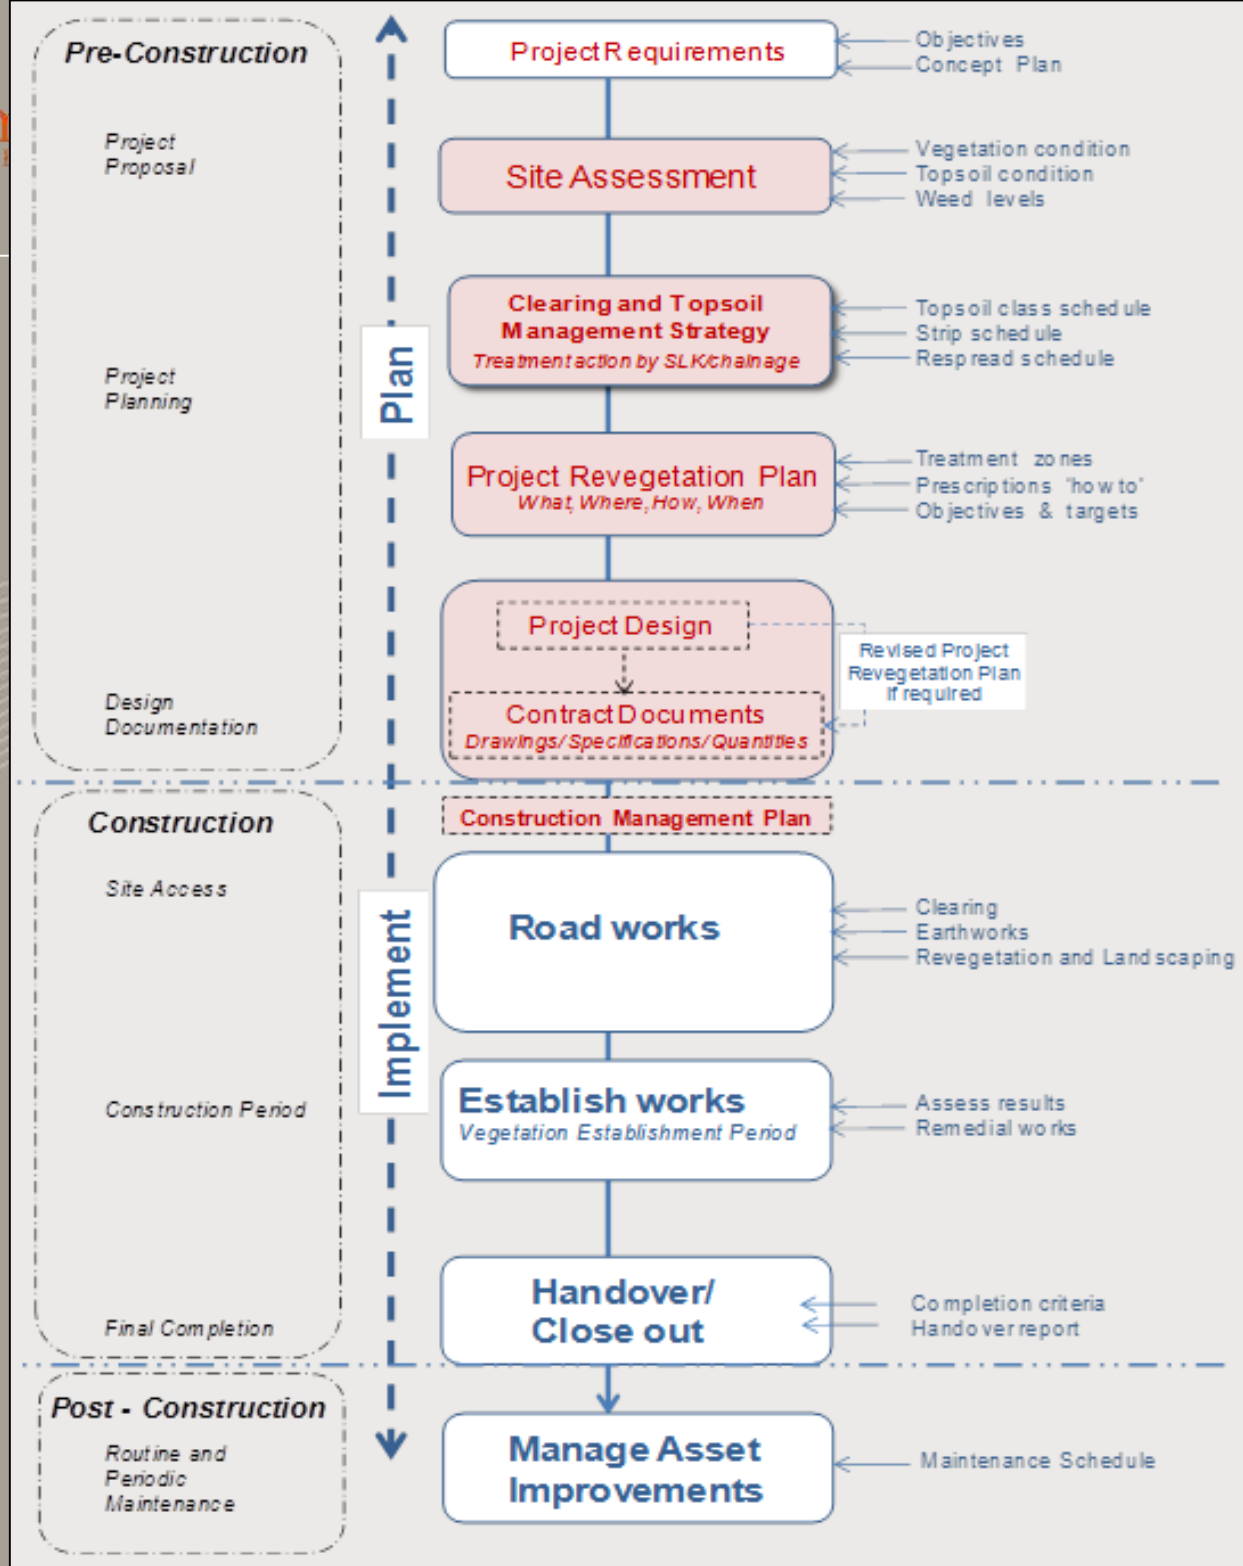 Pre-Construction
Project
Proposal
Project
Planning
Design
Documentation
Plan
Project Requirements
Objectives
Concept Plan
Site Assessment
Vegetation condition
Topsoil condition
Weed levels
Clearing and Topsoil
Management Strategy
Treatment action by SLK/chainage
Topsoil class schedule
Strip schedule
Respread schedule
Project Revegetation Plan
What, Where, How, When
Treatment zones
Prescriptions 'how to'
Objectives & targets
Project Design
Contract Documents
Drawings/Specifications/Quantities
Revised Project
Revegetation Plan
if required
Construction
Site Access
Construction Period
Final Completion
Implement
Construction Management Plan
Road works
Clearing
Earthworks
Revegetation and Landscaping
Establish works
Vegetation Establishment Period
Assess results
Remedial works
Handover/
Close out
Completion criteria
Handover report
Post - Construction
Routine and
Periodic
Maintenance
Manage Asset
Improvements
Maintenance Schedule